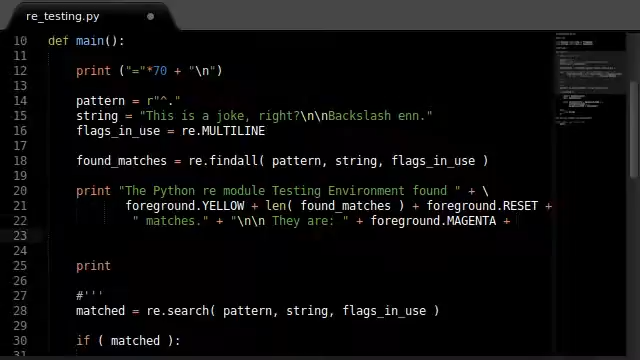 re_testing.py
10 def main():
11
12 print ("="*70 + "\n")
13
14 pattern = r"^."
15 string = "This is a joke, right?\n\nBackslash enn."
16 flags_in_use = re.MULTILINE
17
18 found_matches = re.findall( pattern, string, flags_in_use )
19
20 print "The Python re module Testing Environment found " + \
21 foreground.YELLOW + len( found_matches ) + foreground.RESET +
22 " matches." + "\n\n They are: " + foreground.MAGENTA +
23
24
25 print
26
27 #'''
28 matched = re.search( pattern, string, flags_in_use )
29
30 if ( matched ):
31